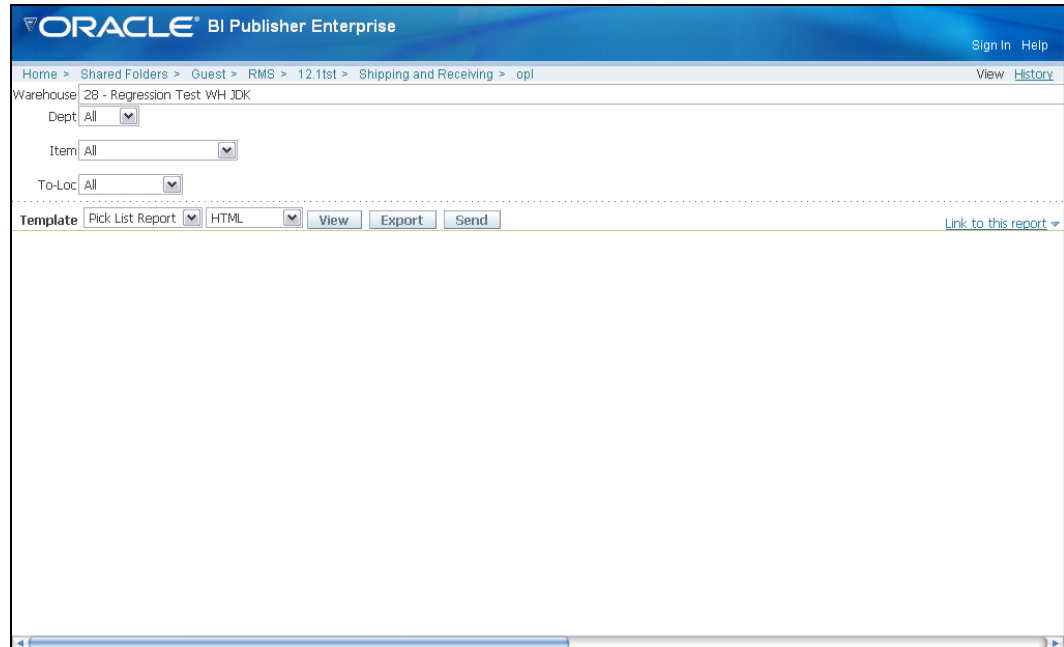 ORACLE® BI Publisher Enterprise
Sign In Help
Home > Shared Folders > Guest > RMS > 12.1tst > Shipping and Receiving > opl View History
Warehouse 28 - Regression Test WH JDK
Dept All
Item All
To-Loc All
Template Pick List Report HTML View Export Send Link to this report